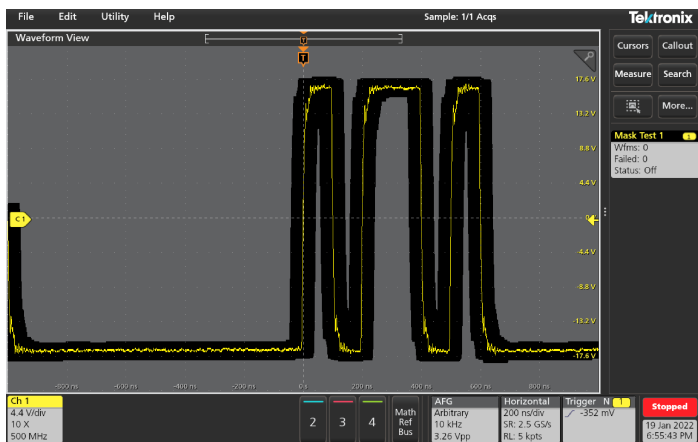 File Edit Utility Help Sample: 1/1 Acqs Tektronix
Waveform View
T
T
Cursors Callout
Measure Search
More...
Mask Test 1 1
Wfms: 0
Failed: 0
Status: Off
17.6 V
13.2 V
8.8 V
4.4 V
C 1
0 V
-4.4 V
-8.8 V
-13.2 V
-17.6 V
-800 ns -600 ns -400 ns -200 ns 0 s 200 ns 400 ns 600 ns 800 ns
Ch 1
4.4 V/div
10 X
500 MHz
2 3 4
Math
Ref
Bus
AFG
Arbitrary
10 kHz
3.26 Vpp
Horizontal
200 ns/div
SR: 2.5 GS/s
RL: 5 kpts
Trigger N 1
-352 mV
Stopped
19 Jan 2022
6:55:43 PM